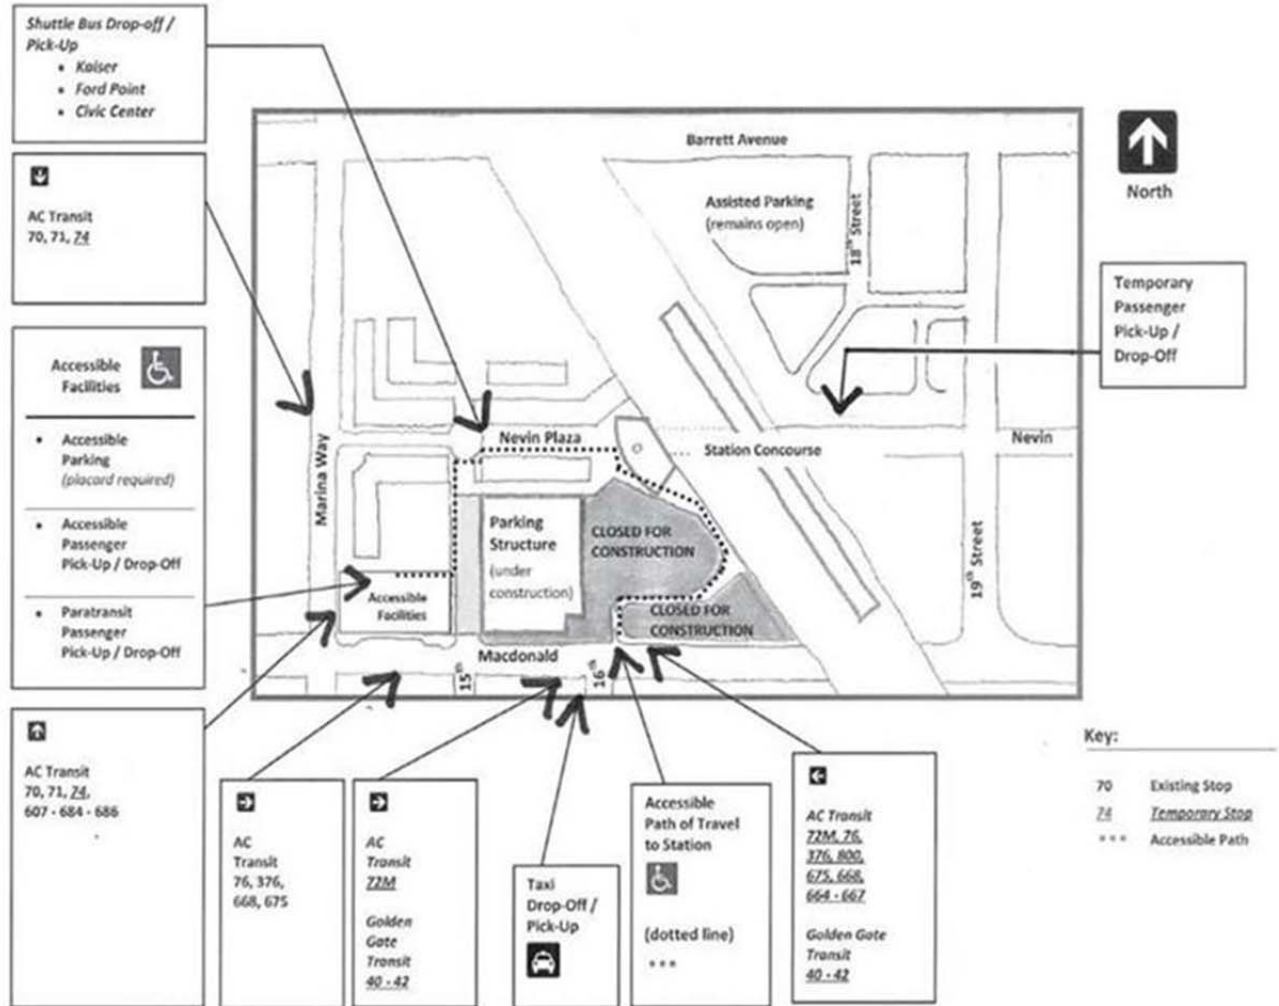 Shuttle Bus Drop-off /
Pick-Up
• Kaiser
• Ford Point
• Civic Center
AC Transit
70, 71, 74
Accessible
Facilities
• Accessible
Parking
(placard required)
• Accessible
Passenger
Pick-Up / Drop-Off
• Paratransit
Passenger
Pick-Up / Drop-Off
AC Transit
70, 71, 74,
607 - 684 - 686
Barrett Avenue
Assisted Parking
(remains open)
18th Street
North
Temporary
Passenger
Pick-Up /
Drop-Off
Marina Way
Nevin Plaza
Station Concourse
Nevin
Parking
Structure
(under
construction)
CLOSED FOR
CONSTRUCTION
19th Street
Accessible
Facilities
CLOSED FOR
CONSTRUCTION
Macdonald
15th
16th
AC
Transit
76, 376,
668, 675
AC
Transit
72M
Golden
Gate
Transit
40 - 42
Taxi
Drop-Off /
Pick-Up
Accessible
Path of Travel
to Station
(dotted line)
AC Transit
72M, 76,
376, 800,
675, 668,
664 - 667
Golden Gate
Transit
40 - 42
Key:
70 Existing Stop
74 Temporary Stop
*** Accessible Path